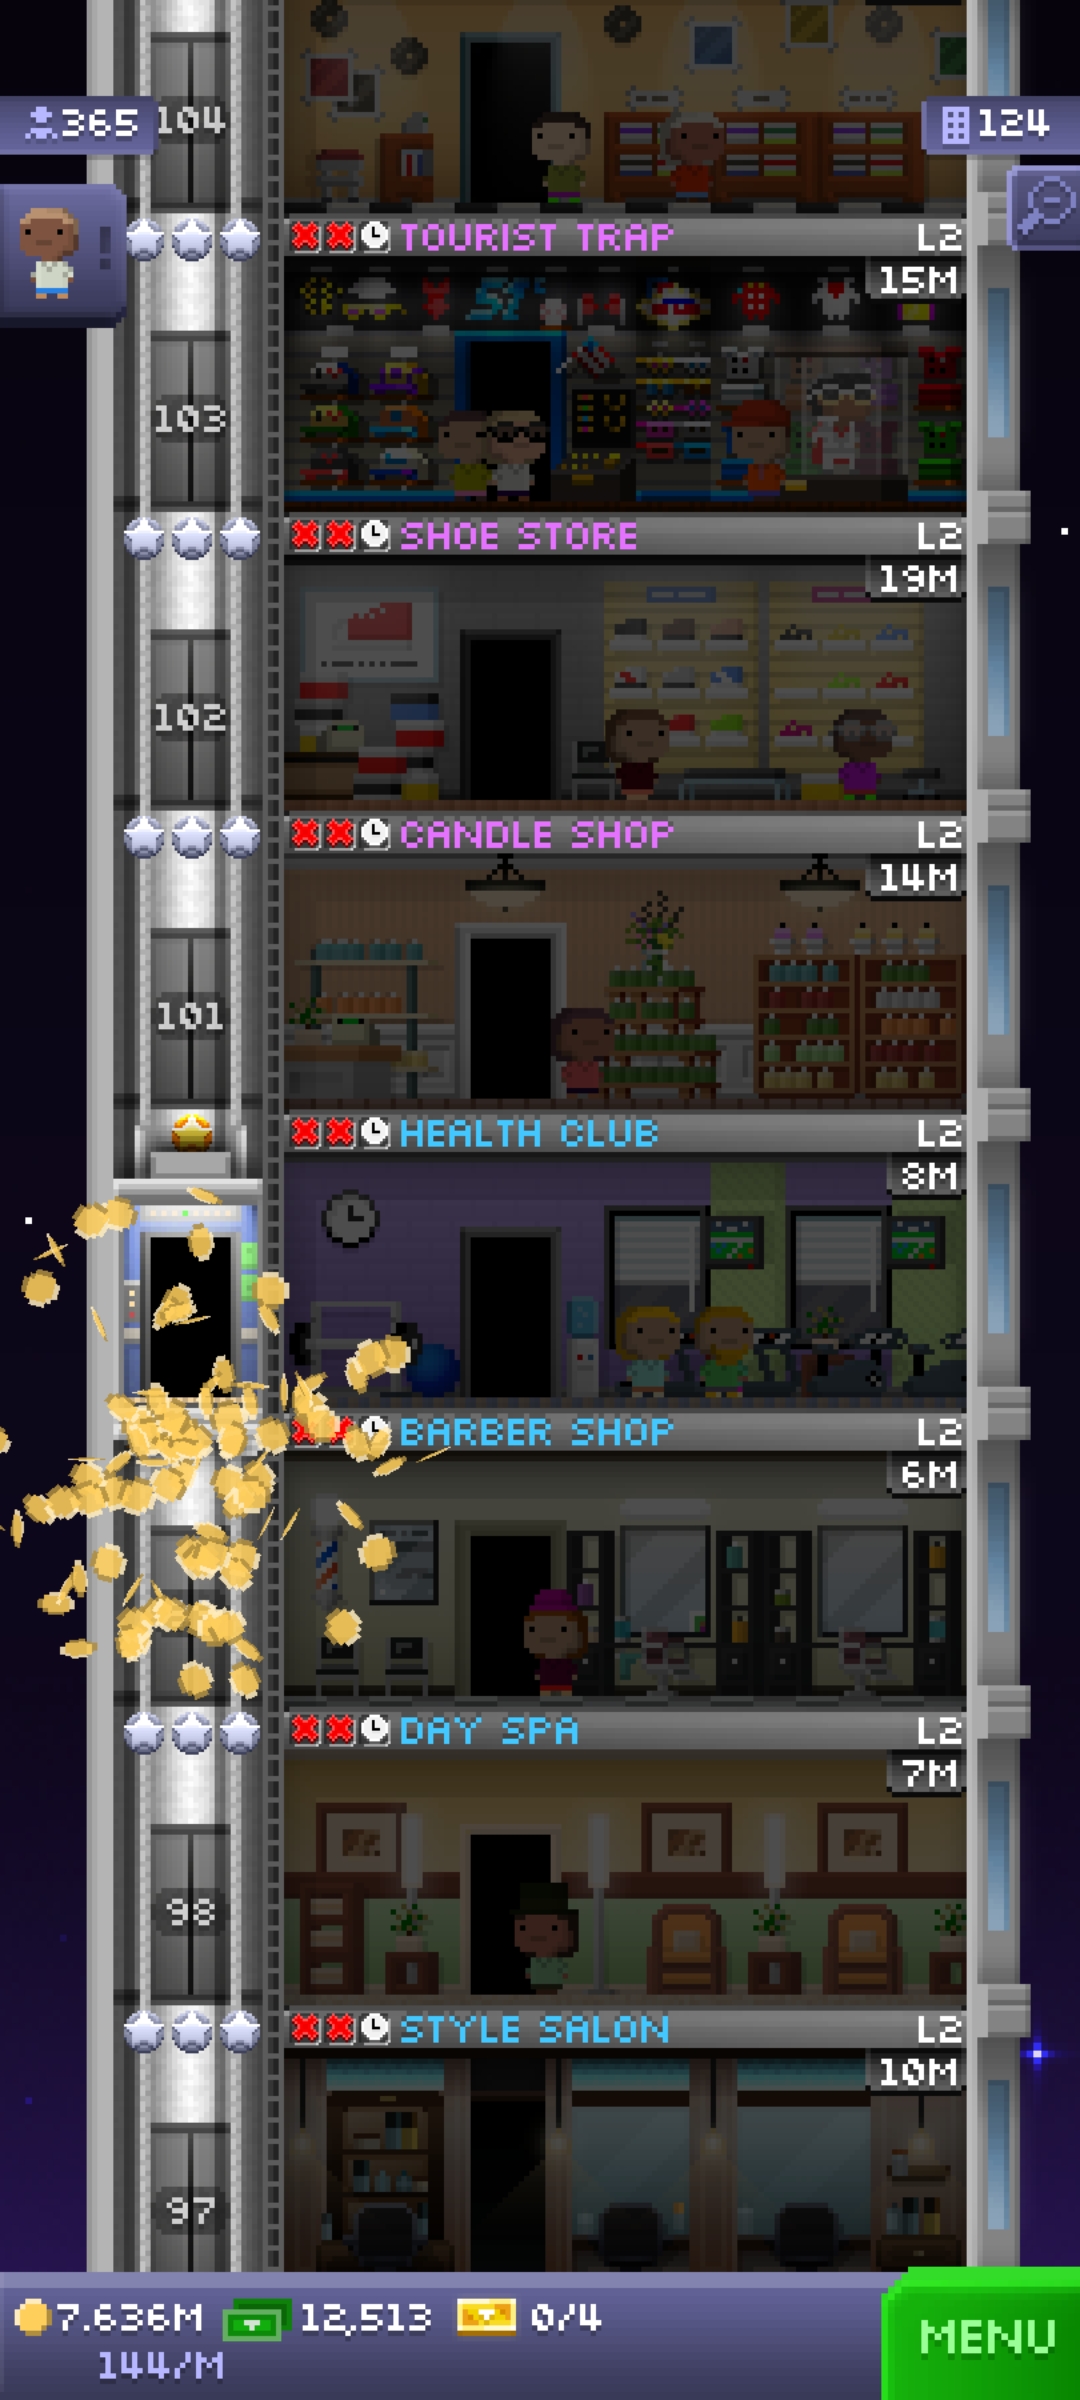 365
104
124
TOURIST TRAP L2
15M
103
SHOE STORE L2
19M
102
CANDLE SHOP L2
14M
101
HEALTH CLUB L2
8M
BARBER SHOP L2
6M
DAY SPA L2
7M
98
STYLE SALON L2
10M
97
7.636M 12,513 0/4
144/M
MENU